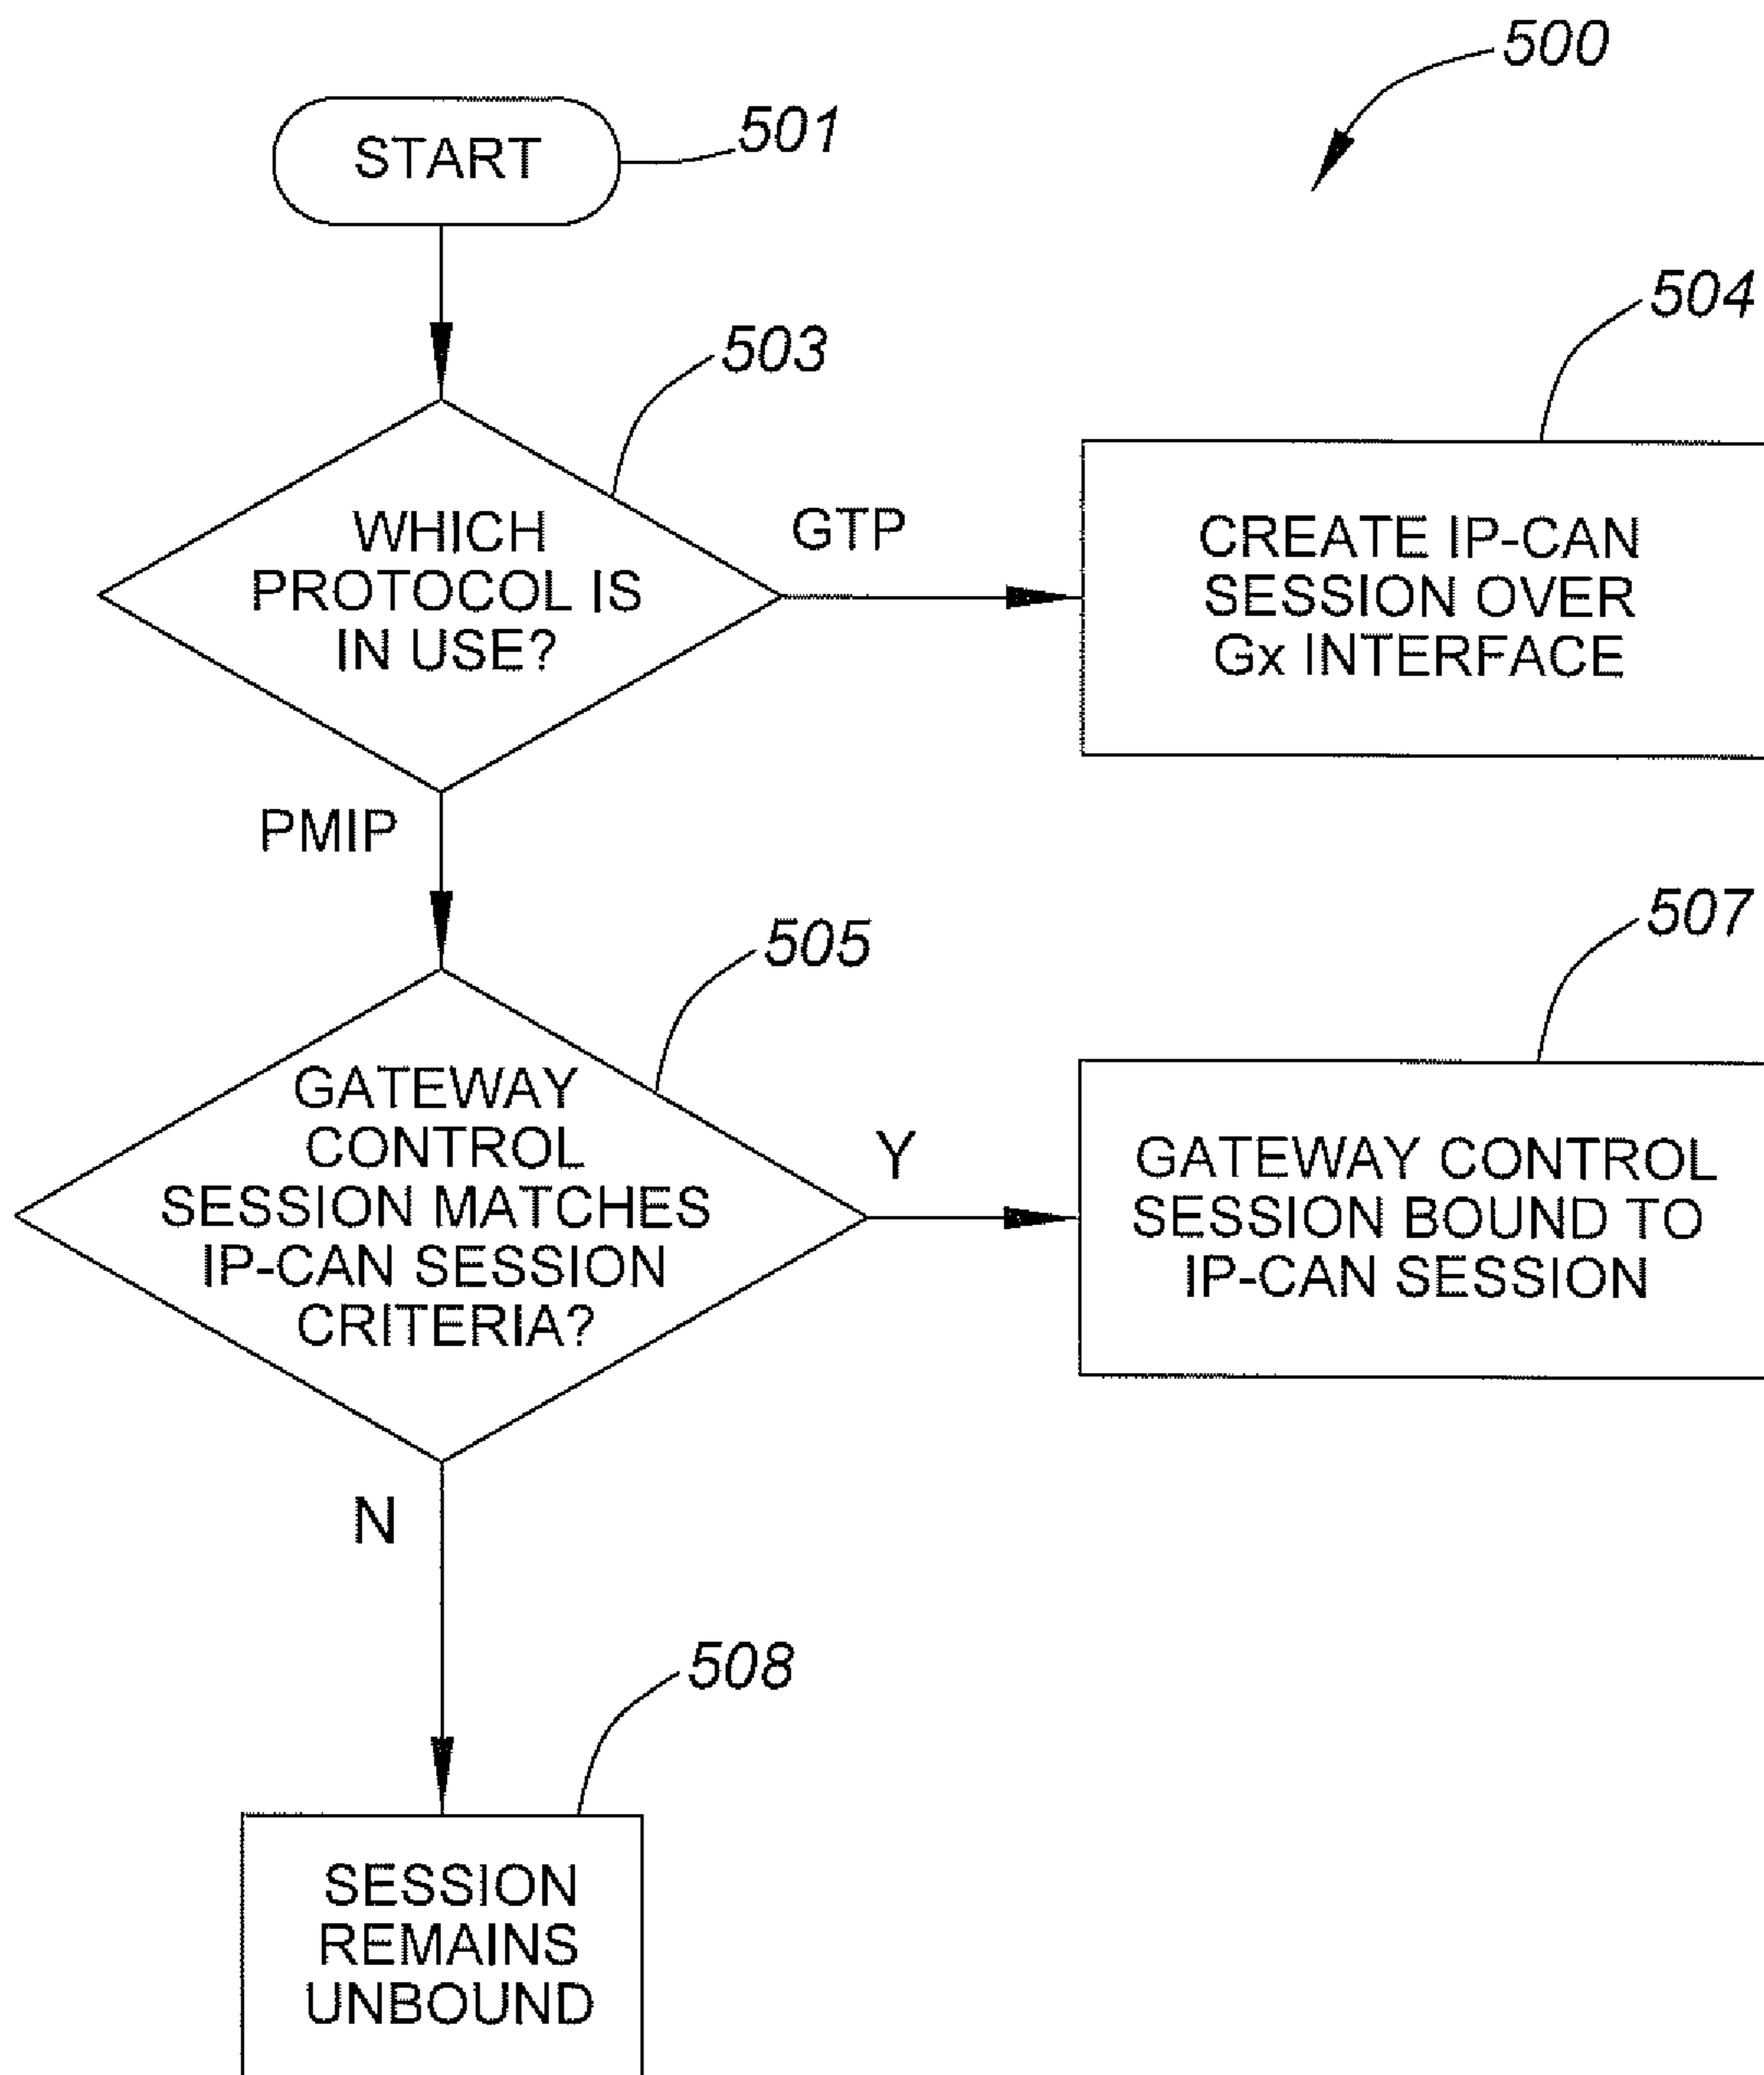 500
START
501
503
WHICH
PROTOCOL IS
IN USE?
GTP
504
CREATE IP-CAN
SESSION OVER
Gx INTERFACE
PMIP
505
GATEWAY
CONTROL
SESSION MATCHES
IP-CAN SESSION
CRITERIA?
Y
507
GATEWAY CONTROL
SESSION BOUND TO
IP-CAN SESSION
N
508
SESSION
REMAINS
UNBOUND